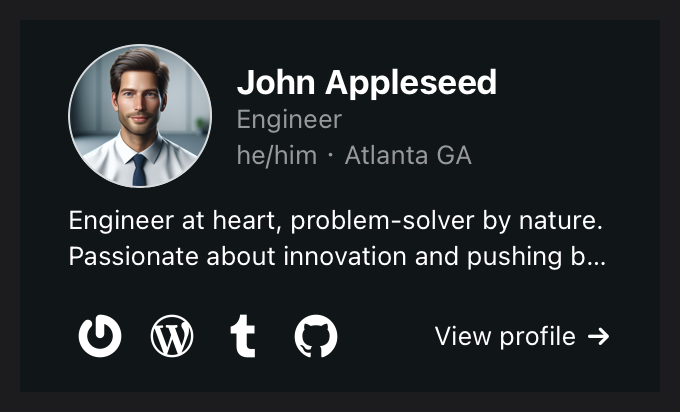 John Appleseed
Engineer
he/him · Atlanta GA
Engineer at heart, problem-solver by nature.
Passionate about innovation and pushing b…
View profile →